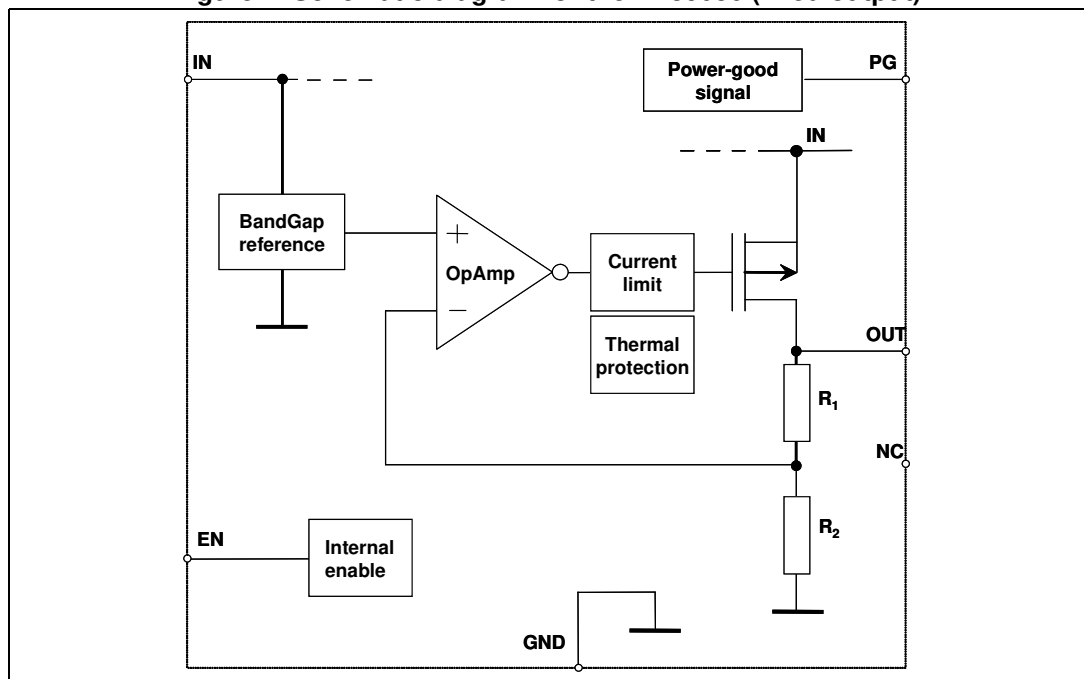 IN
PG
Power-good
signal
IN
BandGap
reference
+
OpAmp
−
Current
limit
Thermal
protection
OUT
R₁
NC
R₂
EN
Internal
enable
GND